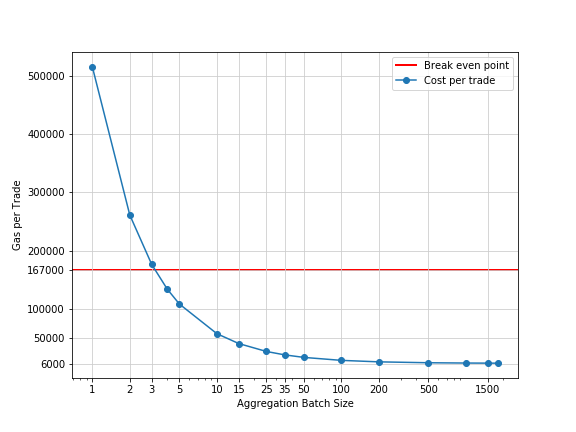 Break even point
Cost per trade
500000
400000
300000
200000
167000
100000
50000
6000
Gas per Trade
1 2 3 5 10 15 25 35 50 100 200 500 1500
Aggregation Batch Size